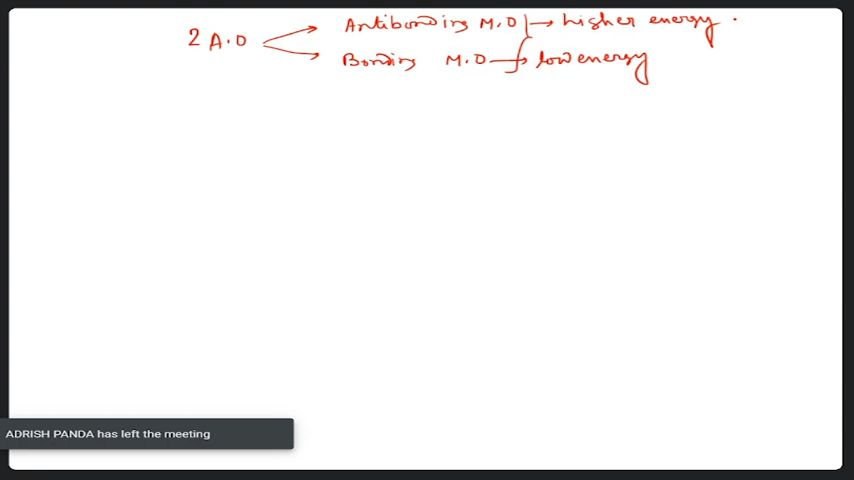 Antibonding M.O → higher energy.
2 A.O
Bonding M.O → low energy
ADRISH PANDA has left the meeting